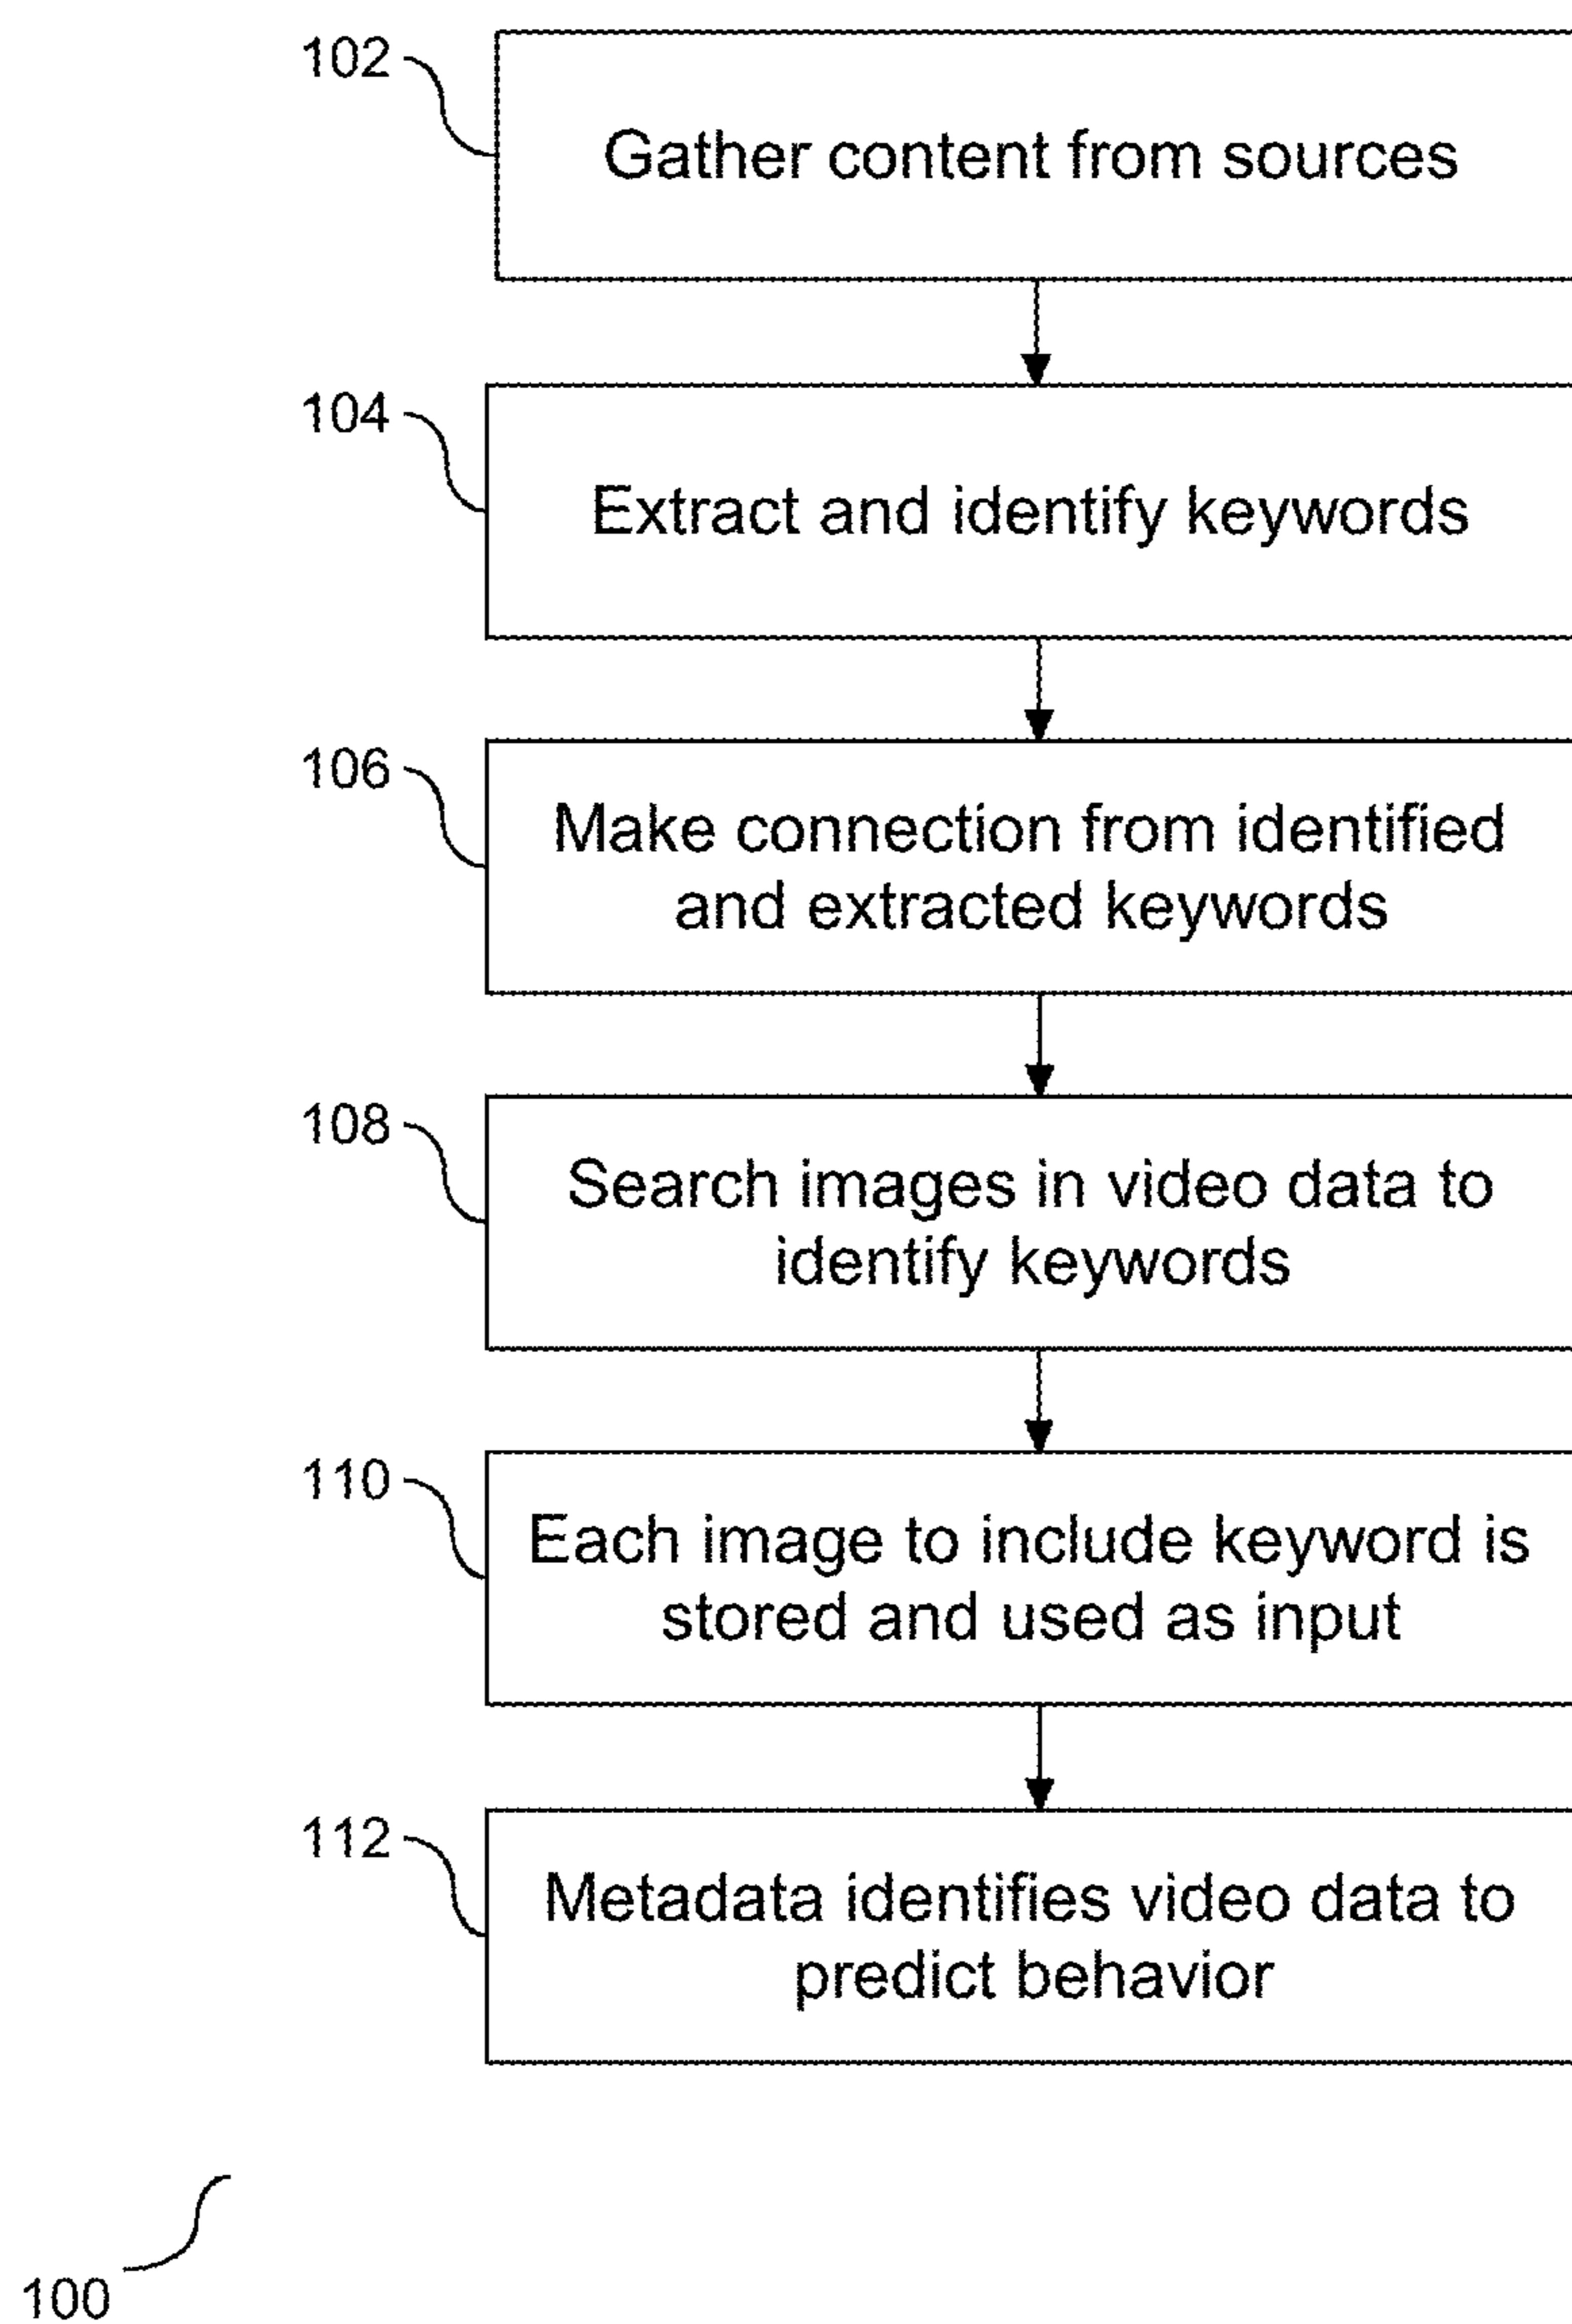 102
Gather content from sources
104
Extract and identify keywords
106
Make connection from identified
and extracted keywords
108
Search images in video data to
identify keywords
110
Each image to include keyword is
stored and used as input
112
Metadata identifies video data to
predict behavior
100